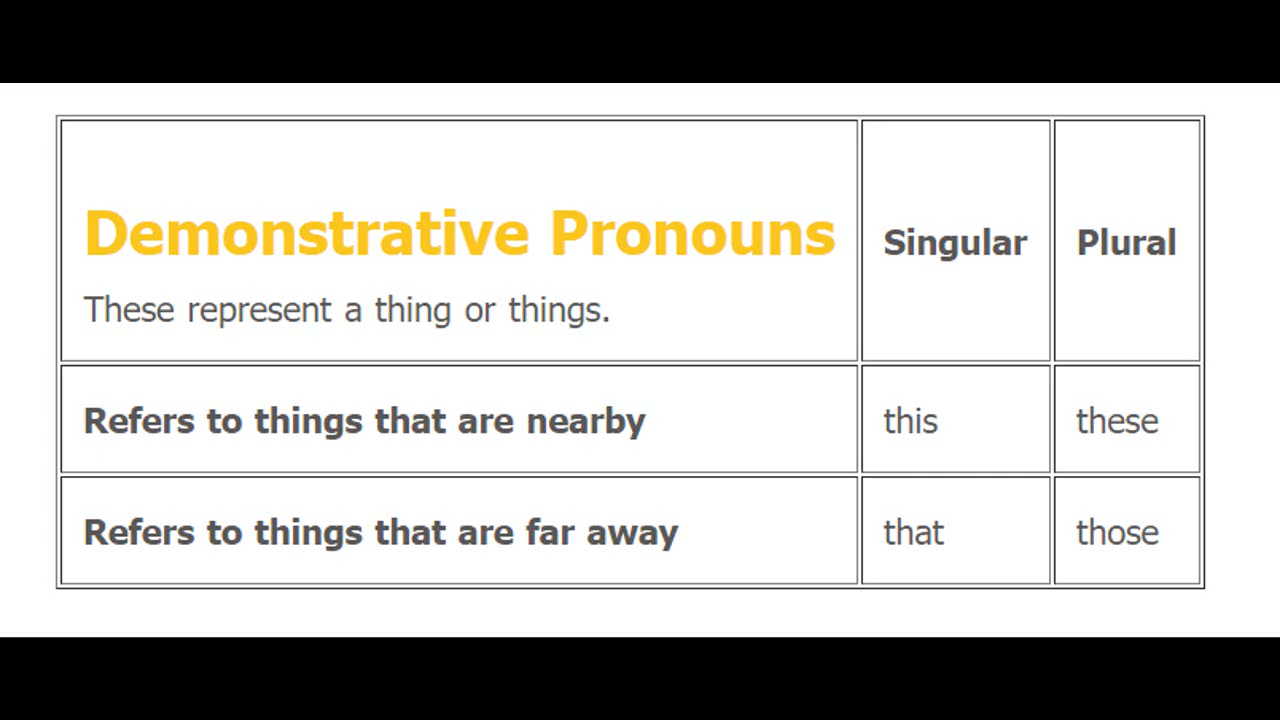 Demonstrative Pronouns
These represent a thing or things.
Singular
Plural
Refers to things that are nearby
this
these
Refers to things that are far away
that
those